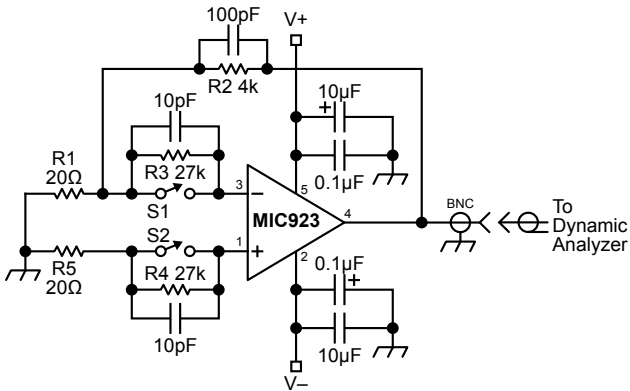 100pF
V+
R2 4k
10pF
10µF
+
R1
20Ω
R3 27k
0.1µF
S1
3
−
5
MIC923
4
BNC
To
Dynamic
Analyzer
S2
1
+
2
R5
20Ω
R4 27k
0.1µF
+
10pF
10µF
V−